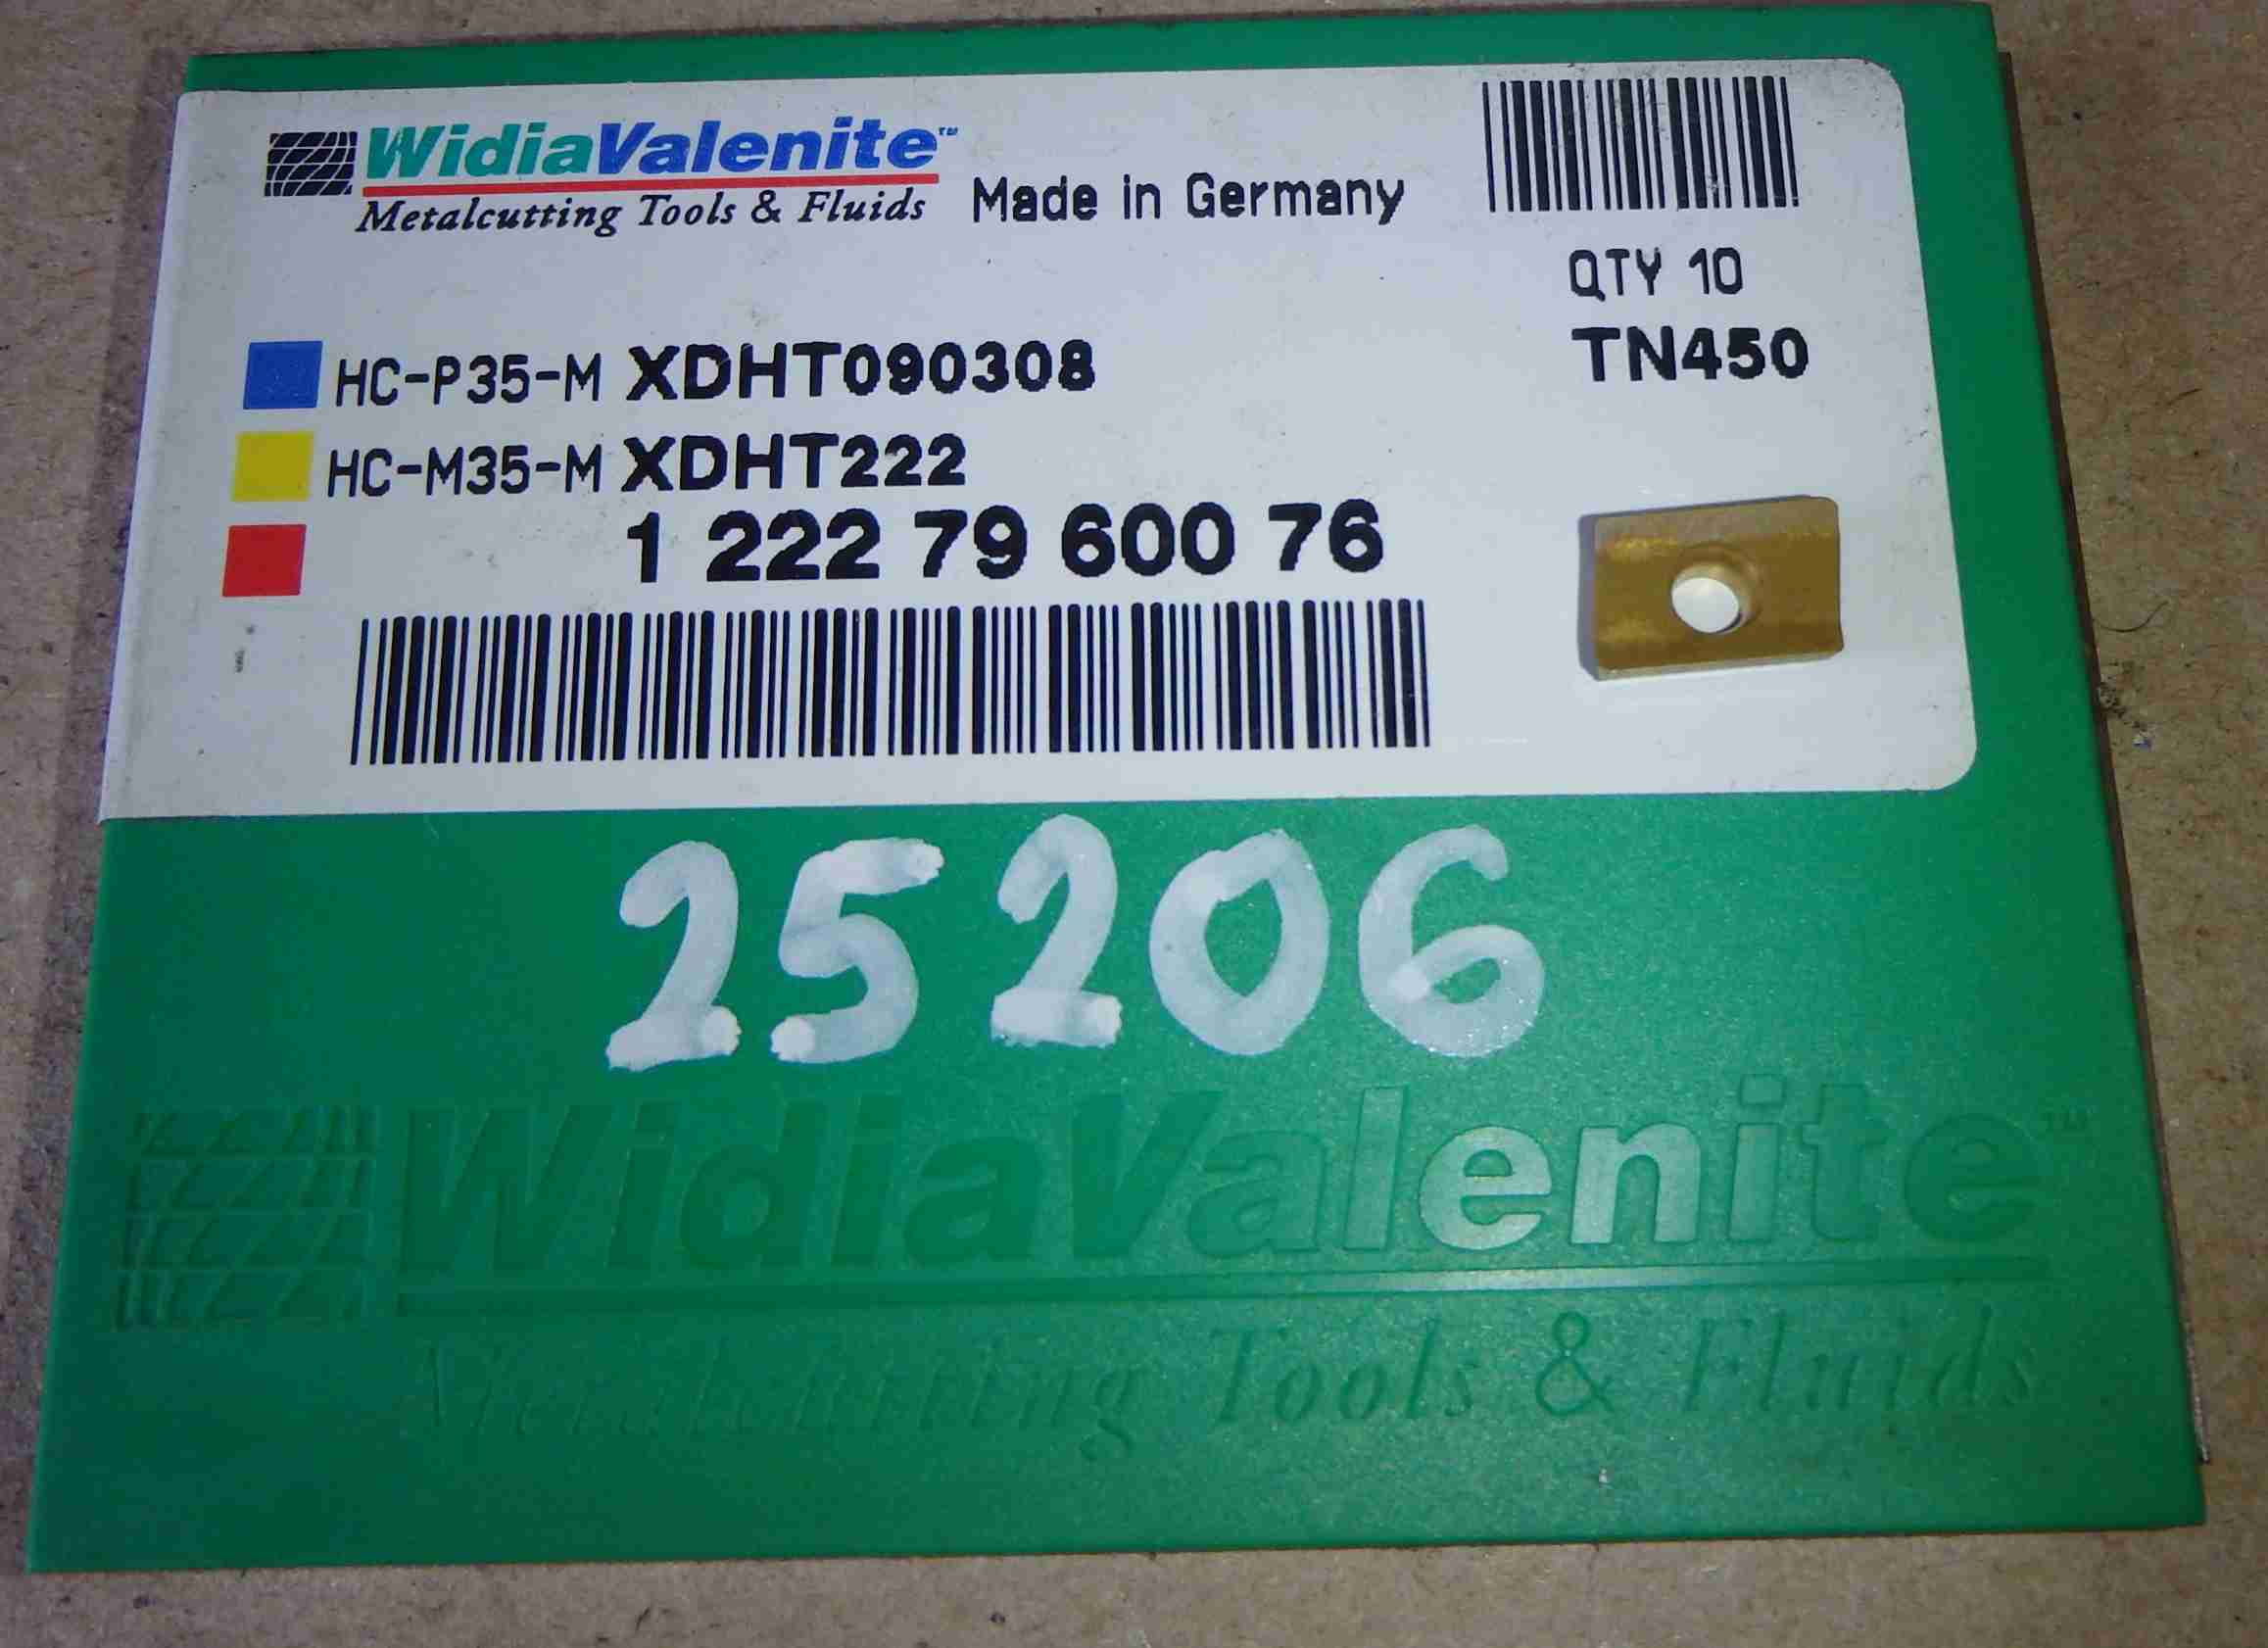 WidiaValenite™
Metalcutting Tools & Fluids
Made in Germany
QTY 10
HC-P35-M XDHT090308
TN450
HC-M35-M XDHT222
1 222 79 600 76
25206
WidiaValenite™
Metalcutting Tools & Fluids